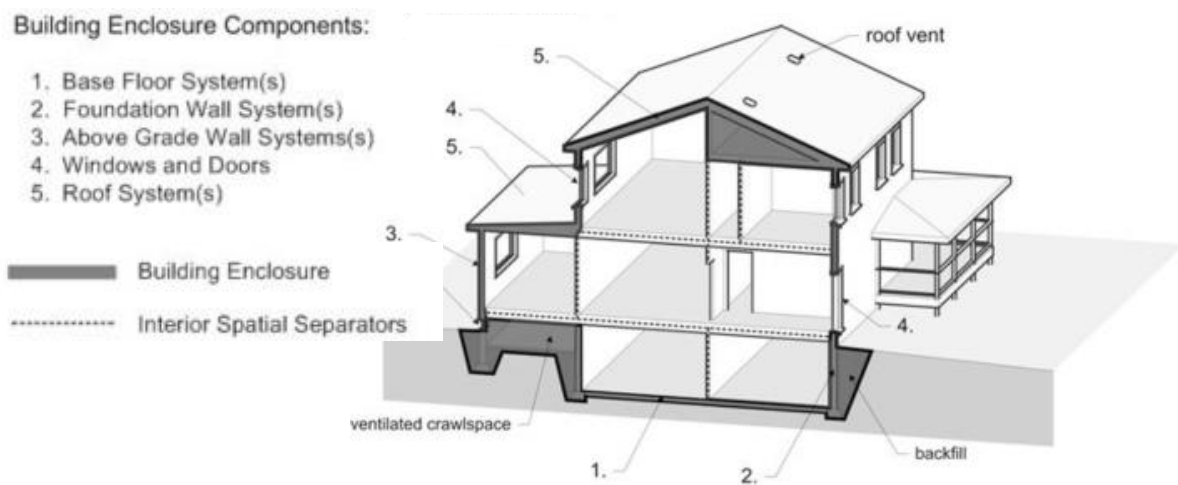 Building Enclosure Components:
1. Base Floor System(s)
2. Foundation Wall System(s)
3. Above Grade Wall Systems(s)
4. Windows and Doors
5. Roof System(s)
Building Enclosure
Interior Spatial Separators
roof vent
5.
4.
5.
3.
4.
ventilated crawlspace
backfill
1.
2.